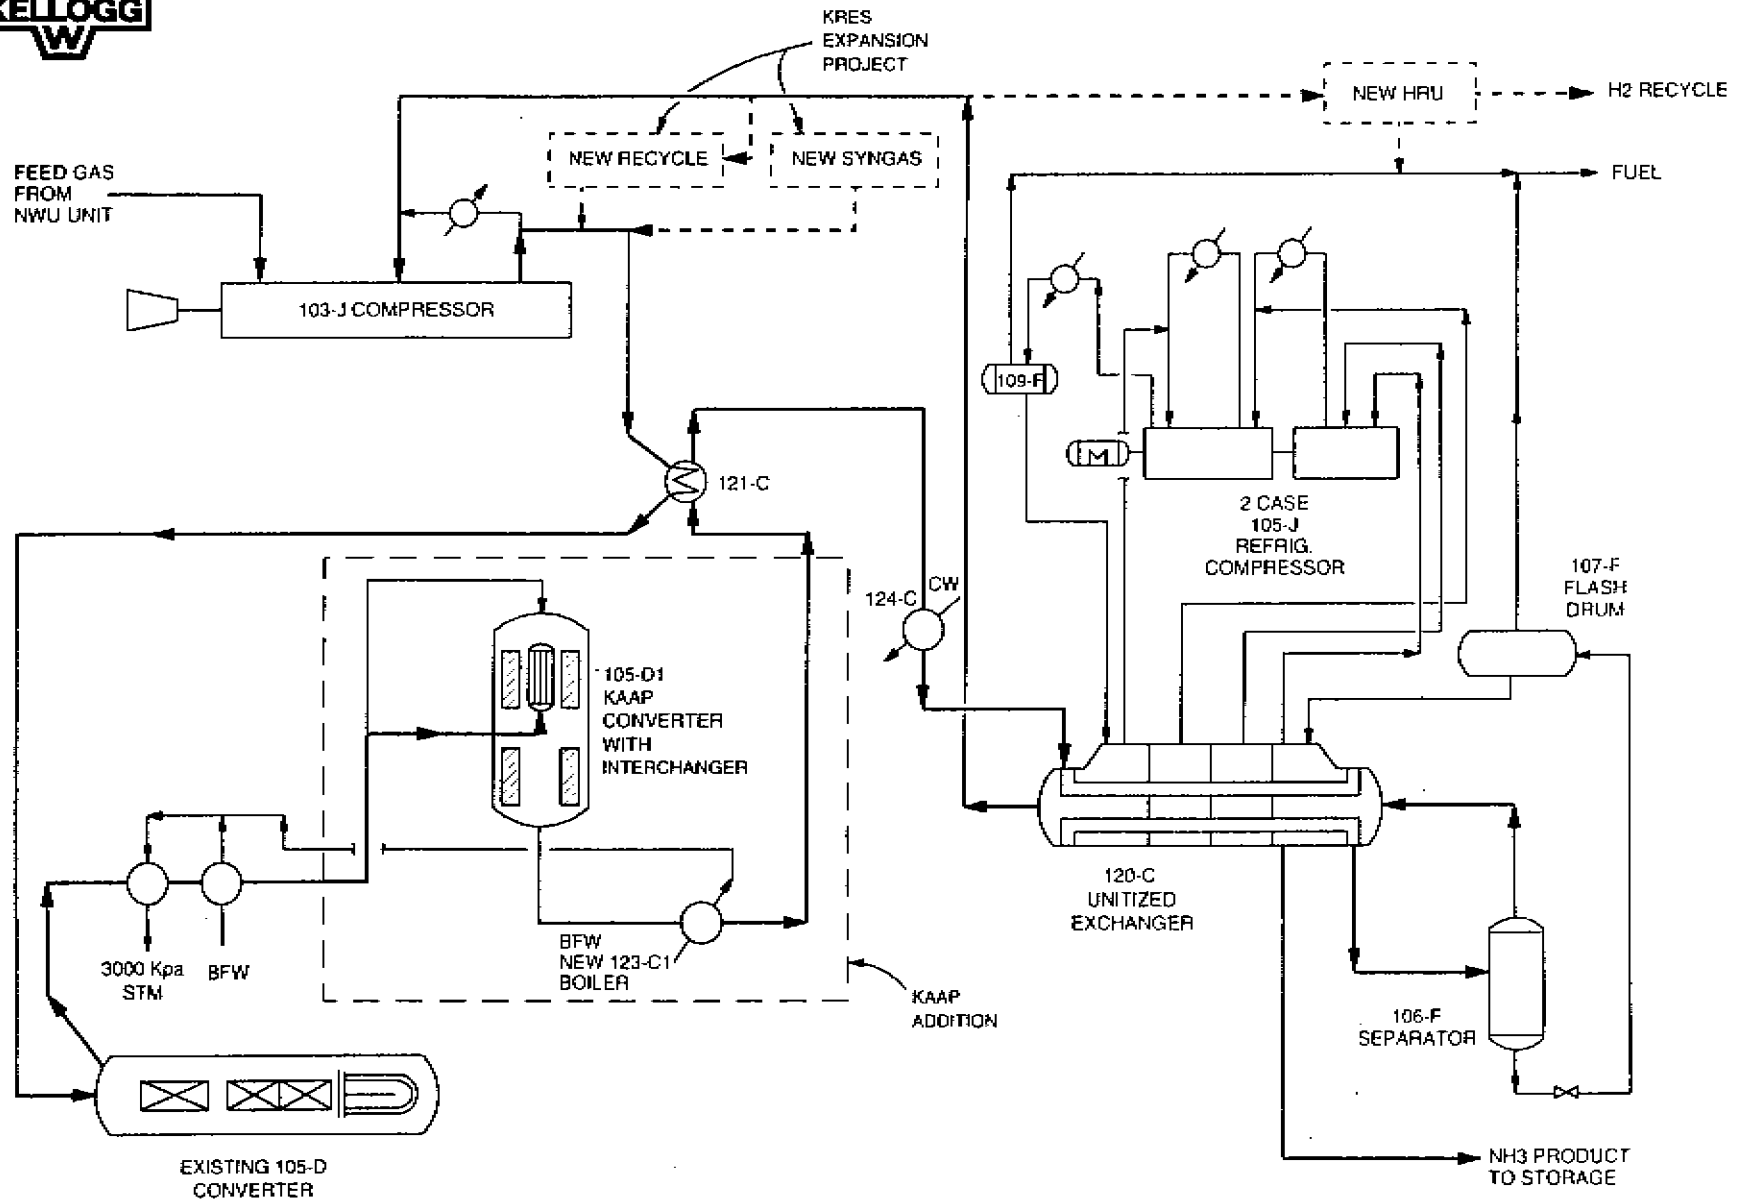 KELLOGG
W
KRES
EXPANSION
PROJECT
NEW HRU
H2 RECYCLE
FEED GAS
FROM
NWU UNIT
NEW RECYCLE
NEW SYNGAS
FUEL
103-J COMPRESSOR
109-F
M
121-C
2 CASE
105-J
REFRIG.
COMPRESSOR
107-F
FLASH
DRUM
124-C
CW
105-D1
KAAP
CONVERTER
WITH
INTERCHANGER
120-C
UNITIZED
EXCHANGER
BFW
NEW 123-C1
BOILER
3000 Kpa
STM
BFW
KAAP
ADDITION
106-F
SEPARATOR
EXISTING 105-D
CONVERTER
NH3 PRODUCT
TO STORAGE